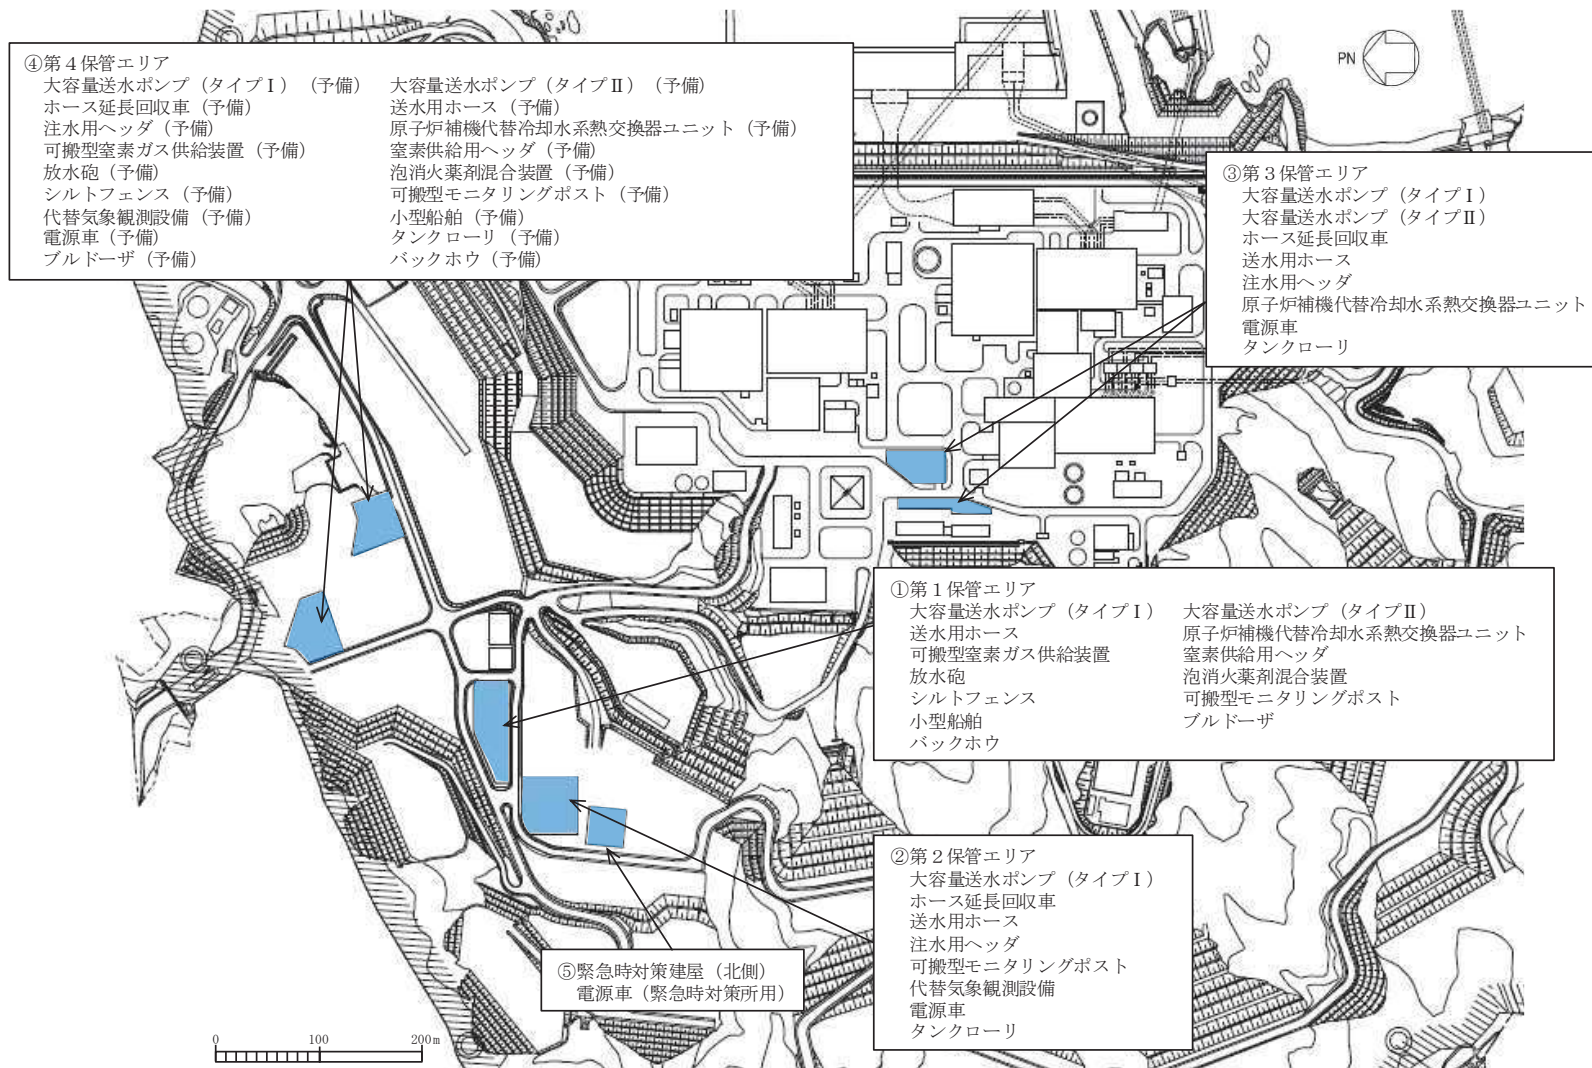 ④第４保管エリア
大容量送水ポンプ（タイプⅠ）（予備）　大容量送水ポンプ（タイプⅡ）（予備）
ホース延長回収車（予備）　送水用ホース（予備）
注水用ヘッダ（予備）　原子炉補機代替冷却水系熱交換器ユニット（予備）
可搬型窒素ガス供給装置（予備）　窒素供給用ヘッダ（予備）
放水砲（予備）　泡消火薬剤混合装置（予備）
シルトフェンス（予備）　可搬型モニタリングポスト（予備）
代替気象観測設備（予備）　小型船舶（予備）
電源車（予備）　タンクローリ（予備）
ブルドーザ（予備）　バックホウ（予備）
PN
③第３保管エリア
大容量送水ポンプ（タイプⅠ）
大容量送水ポンプ（タイプⅡ）
ホース延長回収車
送水用ホース
注水用ヘッダ
原子炉補機代替冷却水系熱交換器ユニット
電源車
タンクローリ
①第１保管エリア
大容量送水ポンプ（タイプⅠ）　大容量送水ポンプ（タイプⅡ）
送水用ホース　原子炉補機代替冷却水系熱交換器ユニット
可搬型窒素ガス供給装置　窒素供給用ヘッダ
放水砲　泡消火薬剤混合装置
シルトフェンス　可搬型モニタリングポスト
小型船舶　ブルドーザ
バックホウ
②第２保管エリア
大容量送水ポンプ（タイプⅠ）
ホース延長回収車
送水用ホース
注水用ヘッダ
可搬型モニタリングポスト
代替気象観測設備
電源車
タンクローリ
⑤緊急時対策建屋（北側）
電源車（緊急時対策所用）
0　100　200m